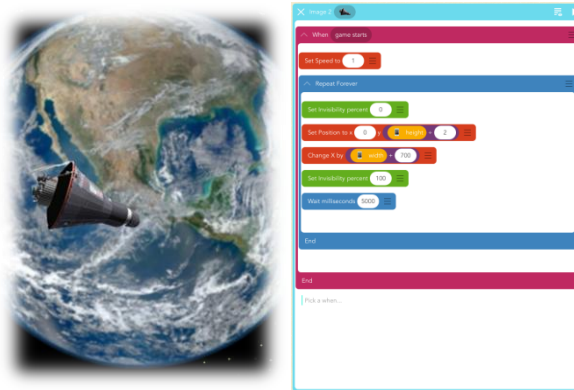 Image 2
When game starts
Set Speed to 1
Repeat Forever
Set Invisibility percent 0
Set Position to x 0 y height ÷ 2
Change X by width + 700
Set Invisibility percent 100
Wait milliseconds 5000
End
End
Pick a when...